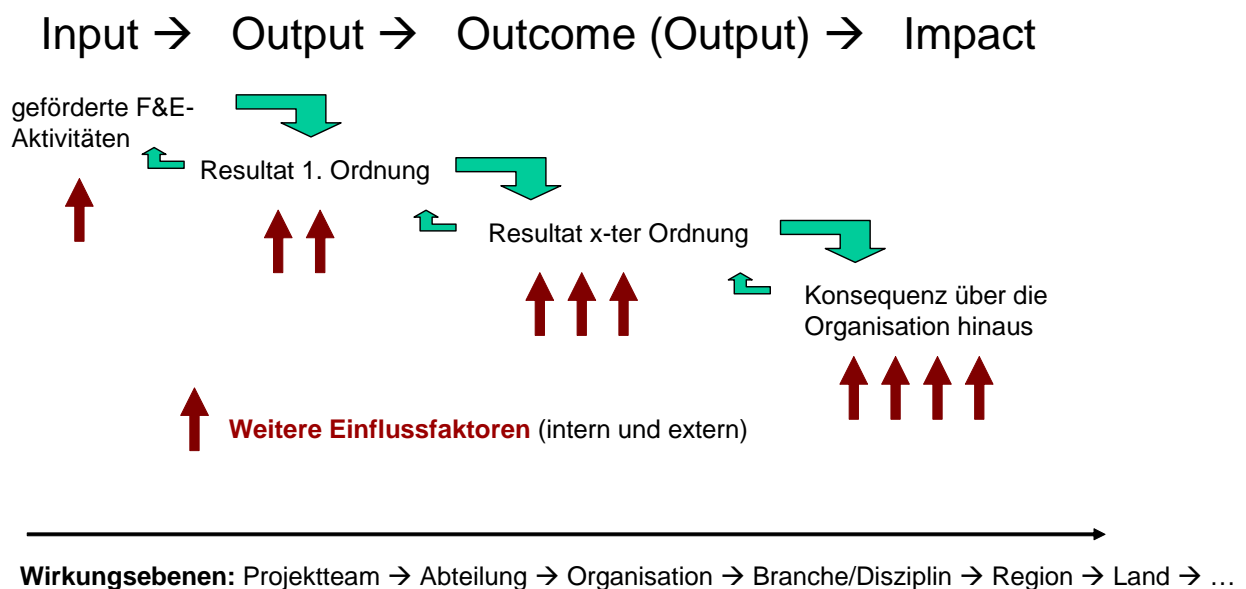 Input → Output → Outcome (Output) → Impact
geförderte F&E-
Aktivitäten
Resultat 1. Ordnung
Resultat x-ter Ordnung
Konsequenz über die
Organisation hinaus
Weitere Einflussfaktoren (intern und extern)
Wirkungsebenen: Projektteam → Abteilung → Organisation → Branche/Disziplin → Region → Land → …